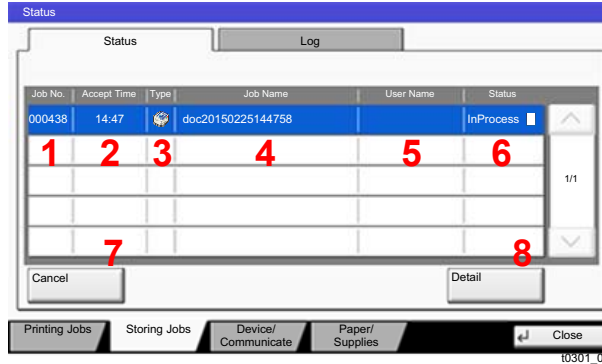 Status
Status Log
Job No. Accept Time Type Job Name User Name Status
000438 14:47 doc20150225144758 InProcess
1 2 3 4 5 6
1/1
7 8
Cancel Detail
Printing Jobs Storing Jobs Device/ Communicate Paper/ Supplies Close
t0301_0